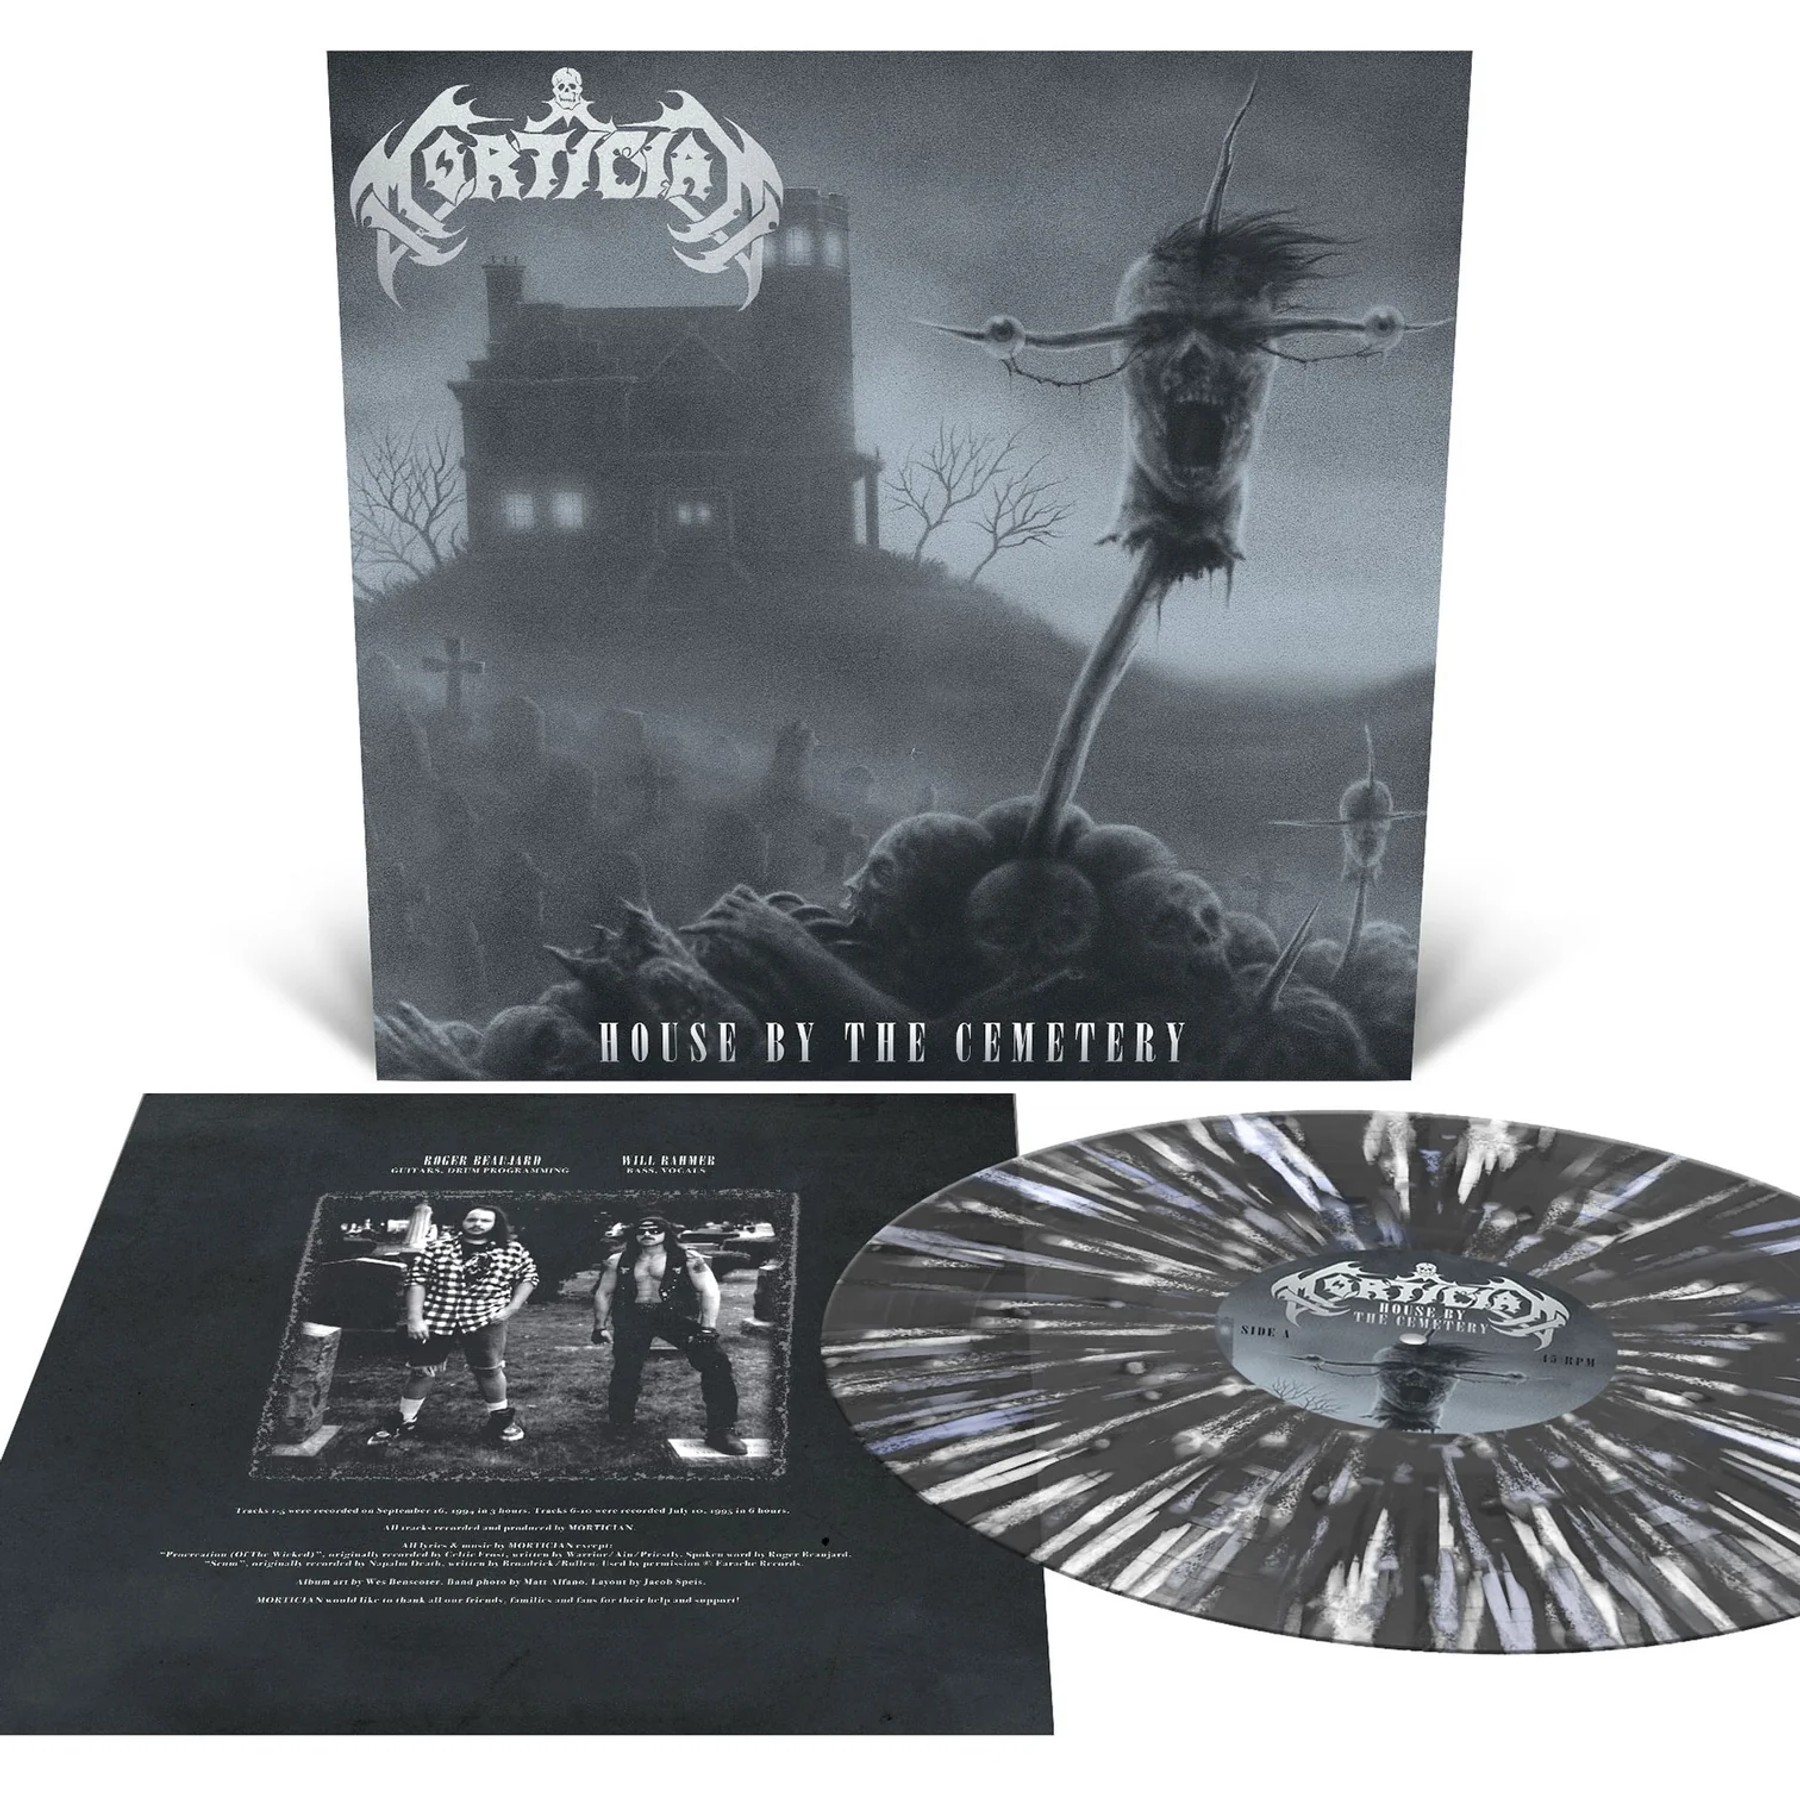 MORTICIAN
HOUSE BY THE CEMETERY
ROGER BEAUJARD
GUITARS, DRUM PROGRAMMING
WILL RAHMER
BASS, VOCALS
Tracks 1-5 were recorded on September 16, 1994 in 3 hours. Tracks 6-10 were recorded July 10, 1995 in 6 hours.
All tracks recorded and produced by MORTICIAN.
All lyrics & music by MORTICIAN except:
"Procreation (Of The Wicked)", originally recorded by Celtic Frost, written by Warrior/Ain/Priestly. Spoken word by Roger Beaujard.
"Scum", originally recorded by Napalm Death, written by Broadrick/Bullen. Used by permission © Earache Records.
Album art by Wes Benscoter. Band photo by Matt Alfano. Layout by Jacob Speis.
MORTICIAN would like to thank all our friends, families and fans for their help and support!
MORTICIAN
HOUSE BY
THE CEMETERY
SIDE A
45 RPM